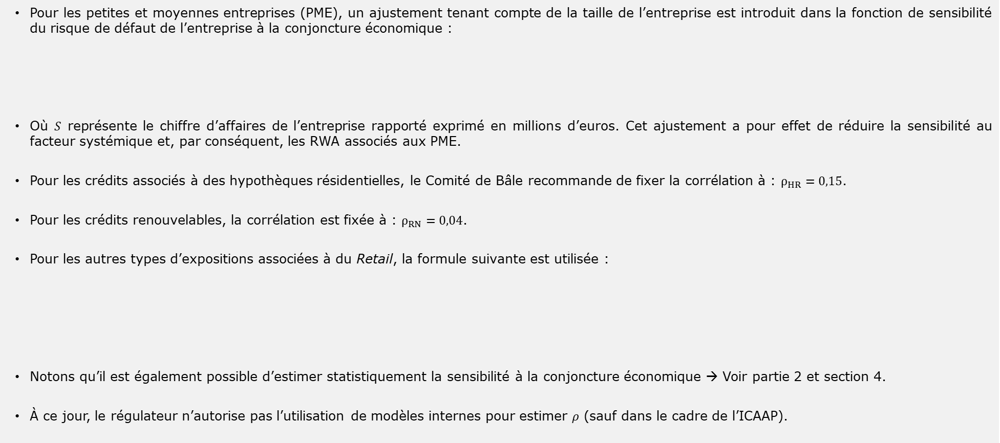 • Pour les petites et moyennes entreprises (PME), un ajustement tenant compte de la taille de l’entreprise est introduit dans la fonction de sensibilité
du risque de défaut de l’entreprise à la conjoncture économique :
• Où S représente le chiffre d’affaires de l’entreprise rapporté exprimé en millions d’euros. Cet ajustement a pour effet de réduire la sensibilité au
facteur systémique et, par conséquent, les RWA associés aux PME.
• Pour les crédits associés à des hypothèques résidentielles, le Comité de Bâle recommande de fixer la corrélation à : ρHR = 0,15.
• Pour les crédits renouvelables, la corrélation est fixée à : ρRN = 0,04.
• Pour les autres types d’expositions associées à du Retail, la formule suivante est utilisée :
• Notons qu’il est également possible d’estimer statistiquement la sensibilité à la conjoncture économique → Voir partie 2 et section 4.
• À ce jour, le régulateur n’autorise pas l’utilisation de modèles internes pour estimer ρ (sauf dans le cadre de l’ICAAP).